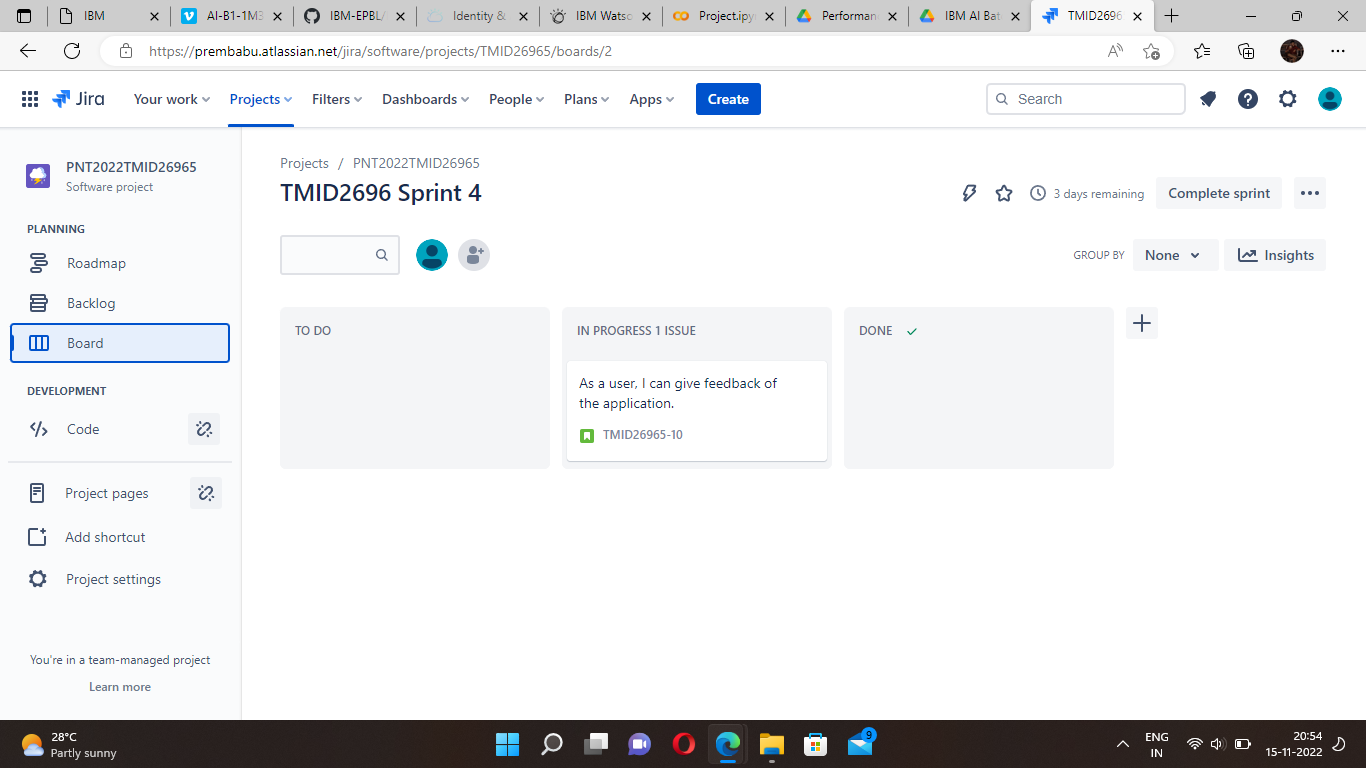 IBM
AI-B1-1M3
IBM-EPBL/
Identity &
IBM Watso
Project.ipy
Performan
IBM AI Bat
TMID2696
https://prembabu.atlassian.net/jira/software/projects/TMID26965/boards/2
Jira
Your work
Projects
Filters
Dashboards
People
Plans
Apps
Create
Search
PNT2022TMID26965
Software project
PLANNING
Roadmap
Backlog
Board
DEVELOPMENT
Code
Project pages
Add shortcut
Project settings
You're in a team-managed project
Learn more
Projects / PNT2022TMID26965
TMID2696 Sprint 4
3 days remaining
Complete sprint
GROUP BY
None
Insights
TO DO
IN PROGRESS 1 ISSUE
As a user, I can give feedback of
the application.
TMID26965-10
DONE
28°C
Partly sunny
9
ENG
IN
20:54
15-11-2022